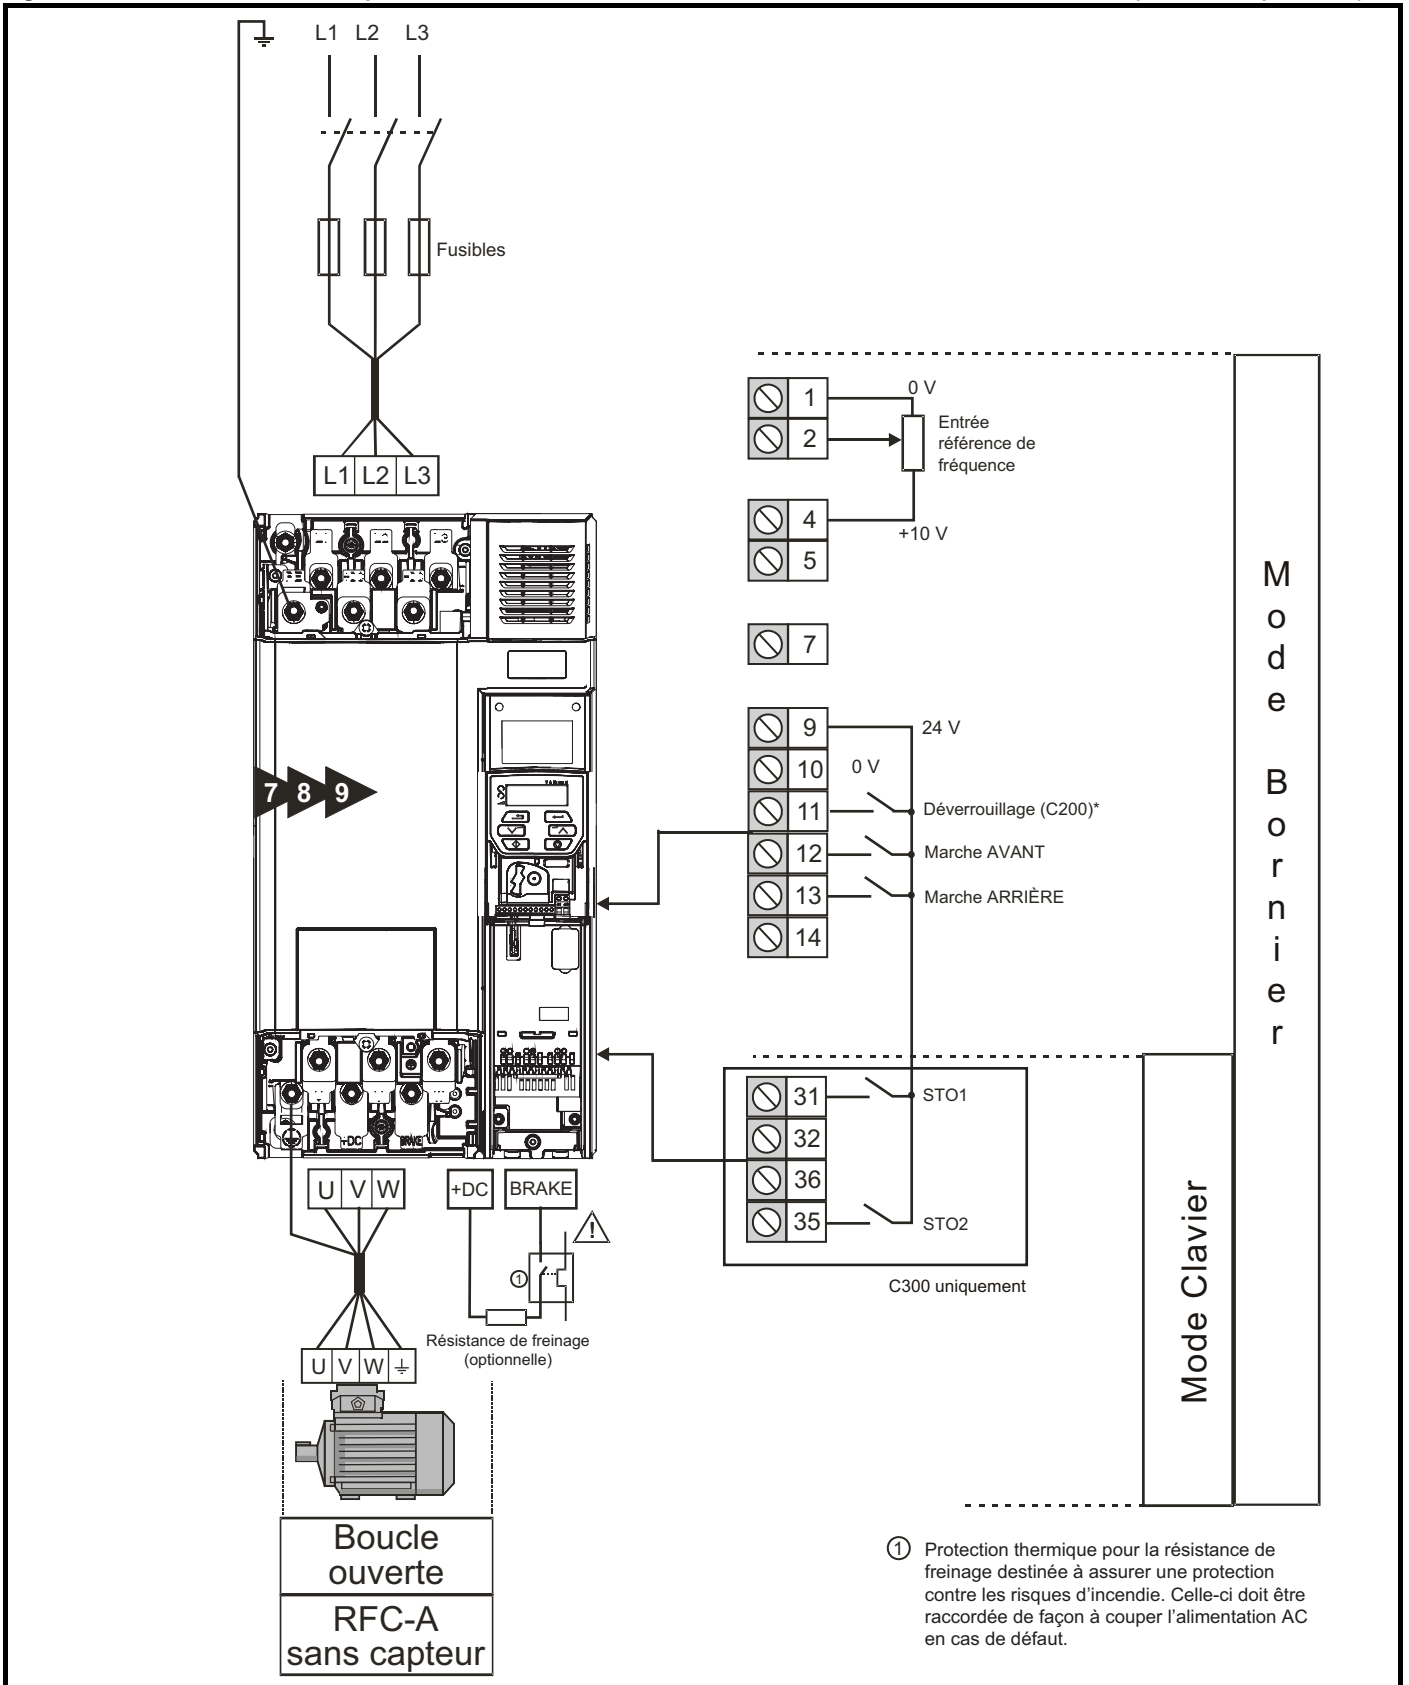 L1 L2 L3
Fusibles
L1 L2 L3
1
0 V
2
Entrée
référence de
fréquence
4
+10 V
5
7
9
24 V
10
0 V
11
Déverrouillage (C200)*
12
Marche AVANT
13
Marche ARRIÈRE
14
7 8 9
+DC BRAKE
31
STO1
32
36
35
STO2
C300 uniquement
U V W
+DC
BRAKE
!
1
Résistance de freinage
(optionnelle)
U V W
Boucle
ouverte
RFC-A
sans capteur
Mode Clavier
Mode Bornier
1 Protection thermique pour la résistance de
freinage destinée à assurer une protection
contre les risques d'incendie. Celle-ci doit être
raccordée de façon à couper l'alimentation AC
en cas de défaut.